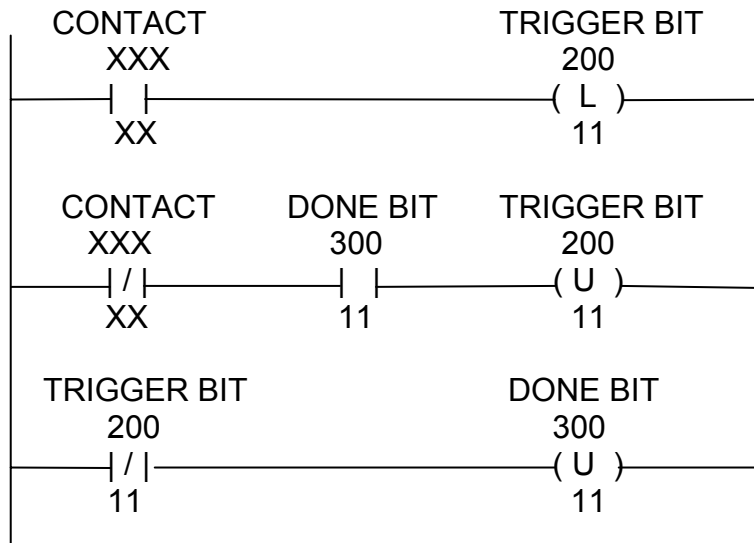 CONTACT TRIGGER BIT
XXX 200
( L )
XX 11
CONTACT DONE BIT TRIGGER BIT
XXX 300 200
/ ( U )
XX 11 11
TRIGGER BIT DONE BIT
200 300
/ ( U )
11 11